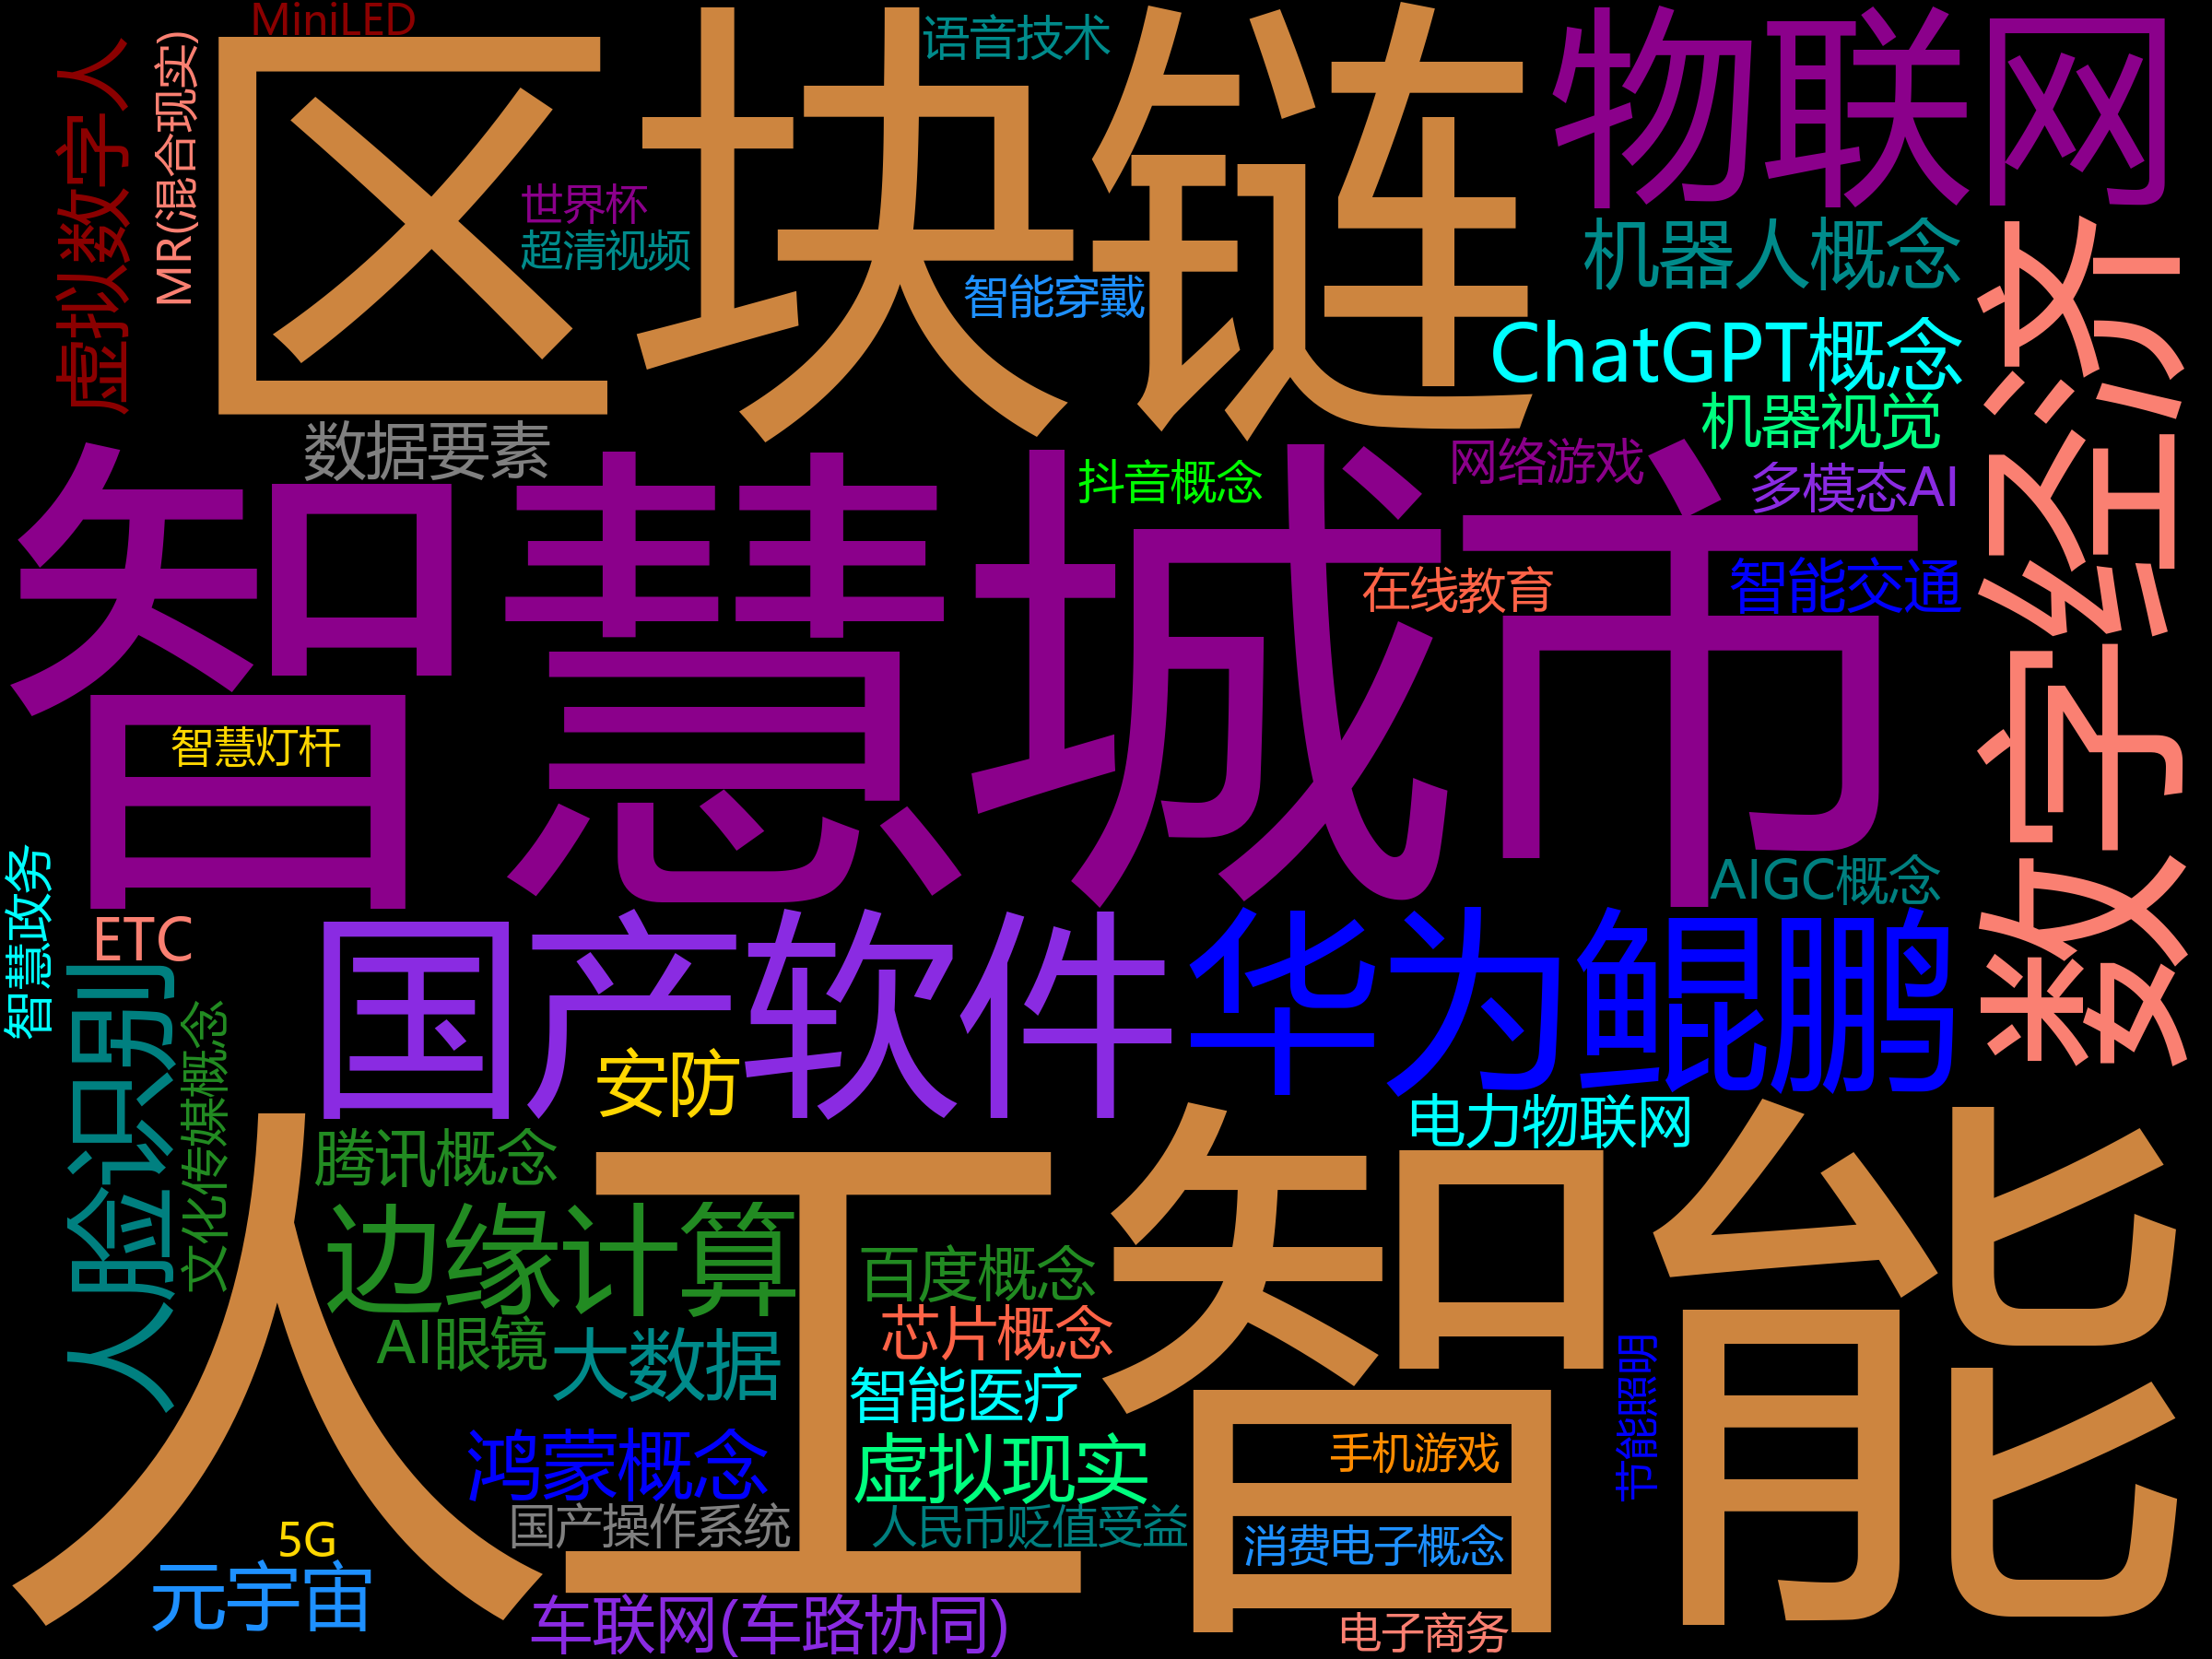 MiniLED
语音技术
区块链
物联网
虚拟数字人
MR(混合现实)
世界杯
超清视频
智能穿戴
机器人概念
ChatGPT概念
机器视觉
数字经济
数据要素
抖音概念
网络游戏
多模态AI
智慧城市
在线教育
智能交通
智慧灯杆
智慧政务
AIGC概念
ETC
国产软件
华为鲲鹏
人脸识别
文化传媒概念
安防
电力物联网
人工智能
腾讯概念
边缘计算
百度概念
芯片概念
AI眼镜
大数据
智能医疗
节能照明
鸿蒙概念
虚拟现实
手机游戏
国产操作系统
人民币贬值受益
消费电子概念
5G
元宇宙
车联网(车路协同)
电子商务